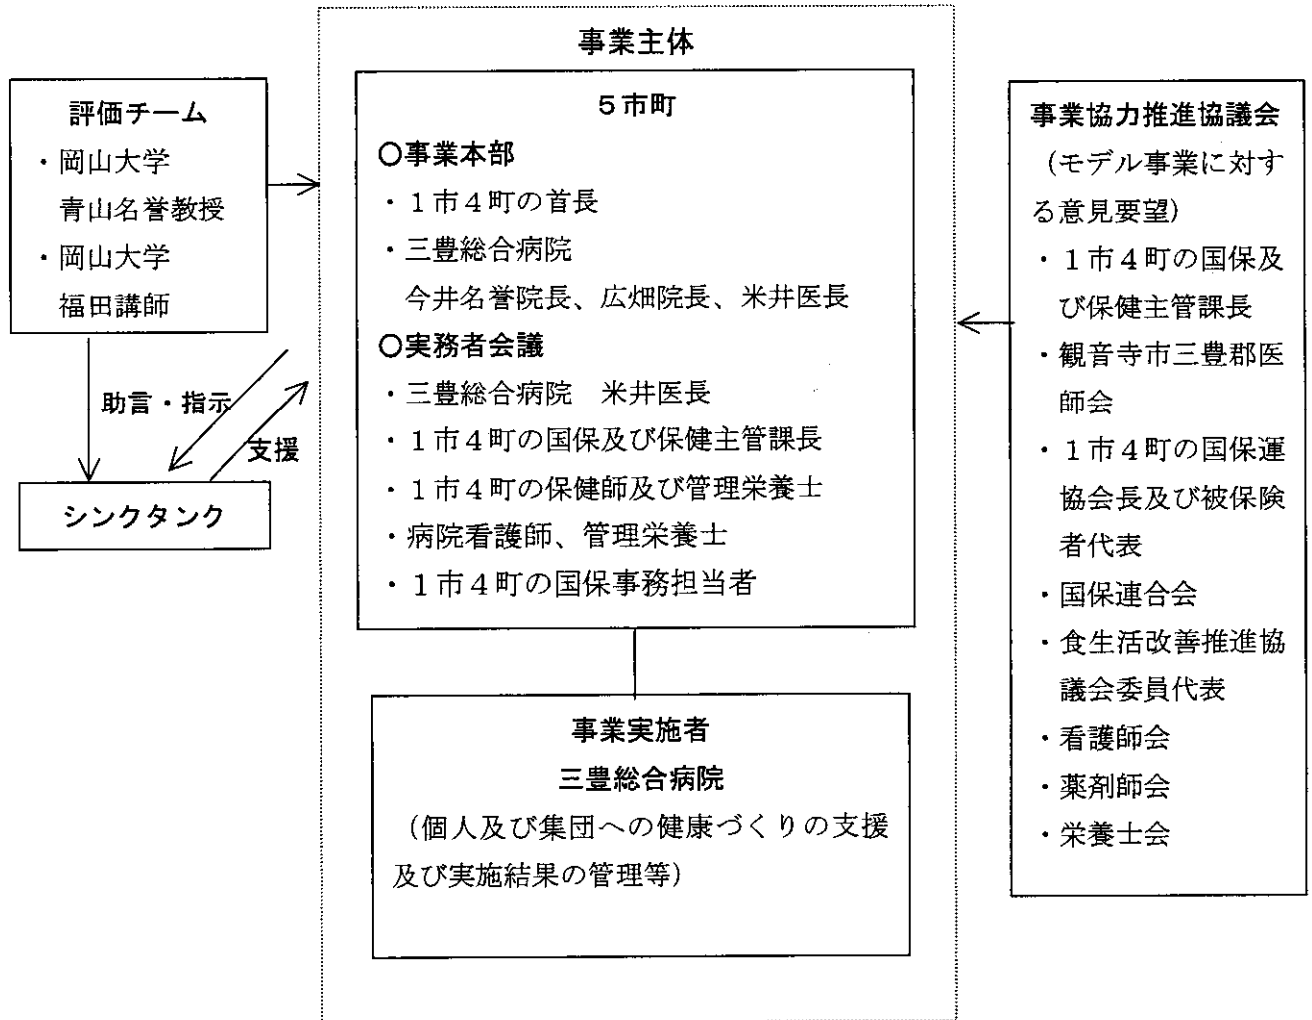 事業主体
評価チーム
・岡山大学
青山名誉教授
・岡山大学
福田講師
助言・指示
支援
シンクタンク
5市町
○事業本部
・1市4町の首長
・三豊総合病院
今井名誉院長、広畑院長、米井医長
○実務者会議
・三豊総合病院 米井医長
・1市4町の国保及び保健主管課長
・1市4町の保健師及び管理栄養士
・病院看護師、管理栄養士
・1市4町の国保事務担当者
事業実施者
三豊総合病院
(個人及び集団への健康づくりの支援
及び実施結果の管理等)
事業協力推進協議会
(モデル事業に対す
る意見要望)
・1市4町の国保及
び保健主管課長
・観音寺市三豊郡医
師会
・1市4町の国保運
協会長及び被保険
者代表
・国保連合会
・食生活改善推進協
議会委員代表
・看護師会
・薬剤師会
・栄養士会